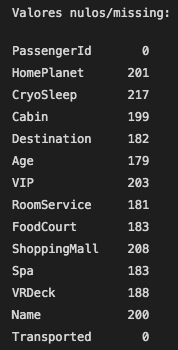 Valores nulos/missing:
PassengerId 0
HomePlanet 201
CryoSleep 217
Cabin 199
Destination 182
Age 179
VIP 203
RoomService 181
FoodCourt 183
ShoppingMall 208
Spa 183
VRDeck 188
Name 200
Transported 0